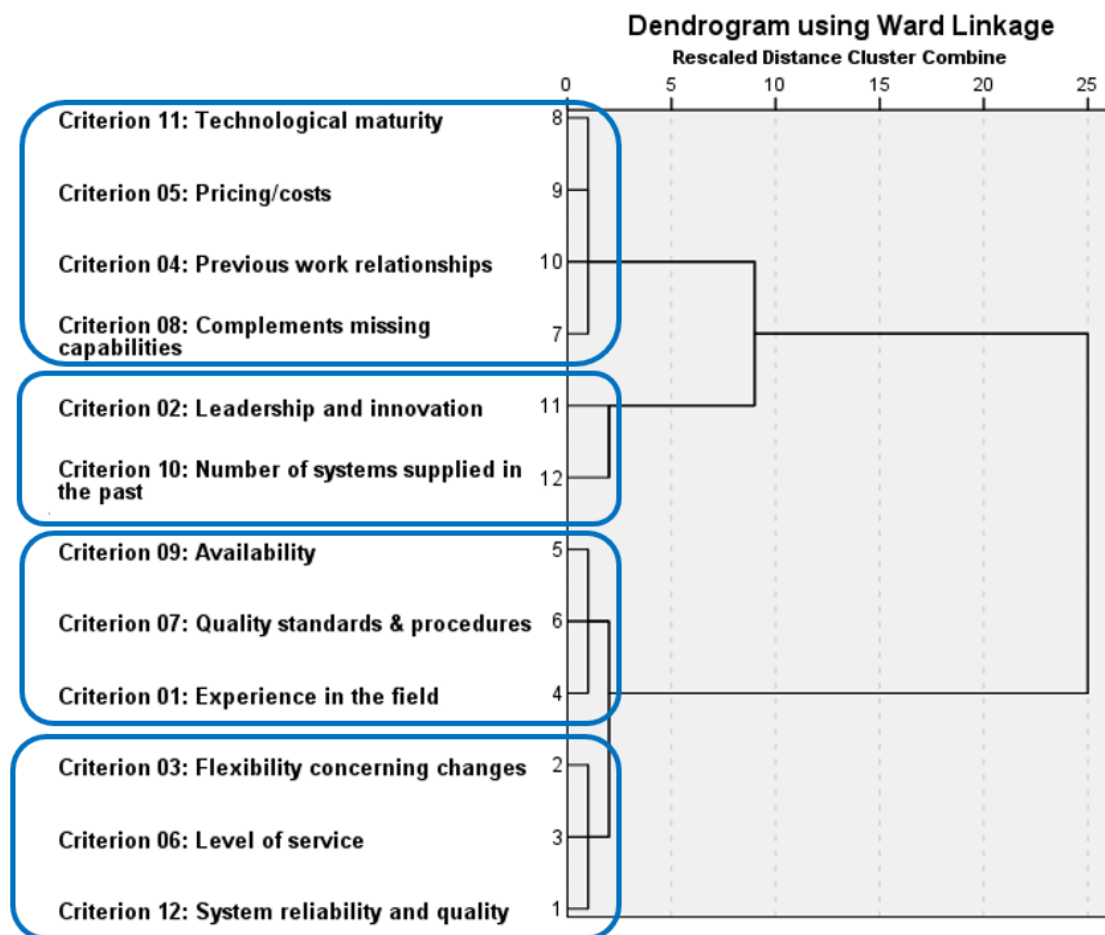 Dendrogram using Ward Linkage
Rescaled Distance Cluster Combine
0 5 10 15 20 25
Criterion 11: Technological maturity 8
Criterion 05: Pricing/costs 9
Criterion 04: Previous work relationships 10
Criterion 08: Complements missing
capabilities 7
Criterion 02: Leadership and innovation 11
Criterion 10: Number of systems supplied in
the past 12
Criterion 09: Availability 5
Criterion 07: Quality standards & procedures 6
Criterion 01: Experience in the field 4
Criterion 03: Flexibility concerning changes 2
Criterion 06: Level of service 3
Criterion 12: System reliability and quality 1